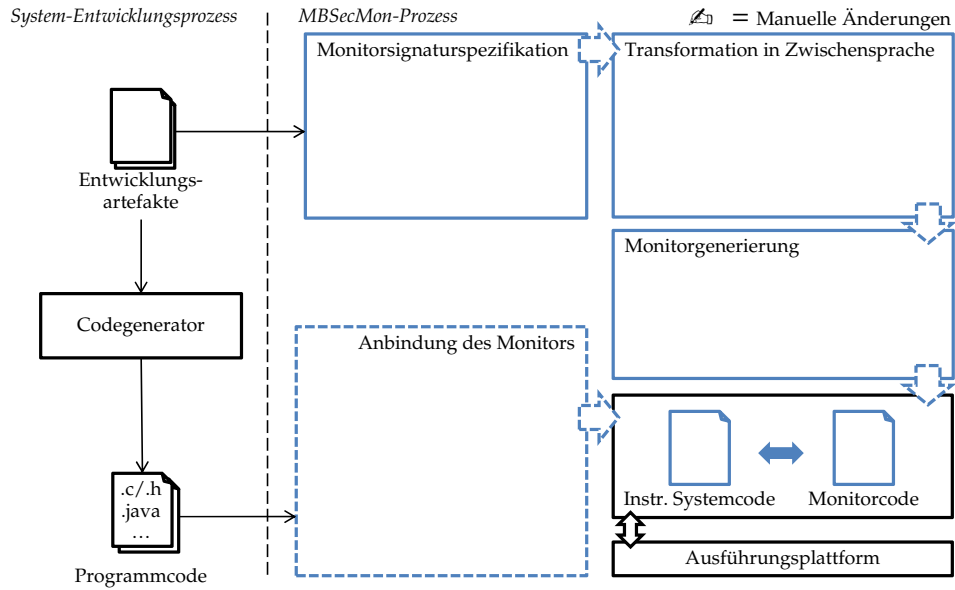 System-Entwicklungsprozess
MBSecMon-Prozess
✍ = Manuelle Änderungen
Monitorsignaturspezifikation
Transformation in Zwischensprache
Entwicklungs-
artefakte
Monitorgenerierung
Codegenerator
Anbindung des Monitors
.c/.h
.java
...
Programmcode
Instr. Systemcode
Monitorcode
Ausführungsplattform